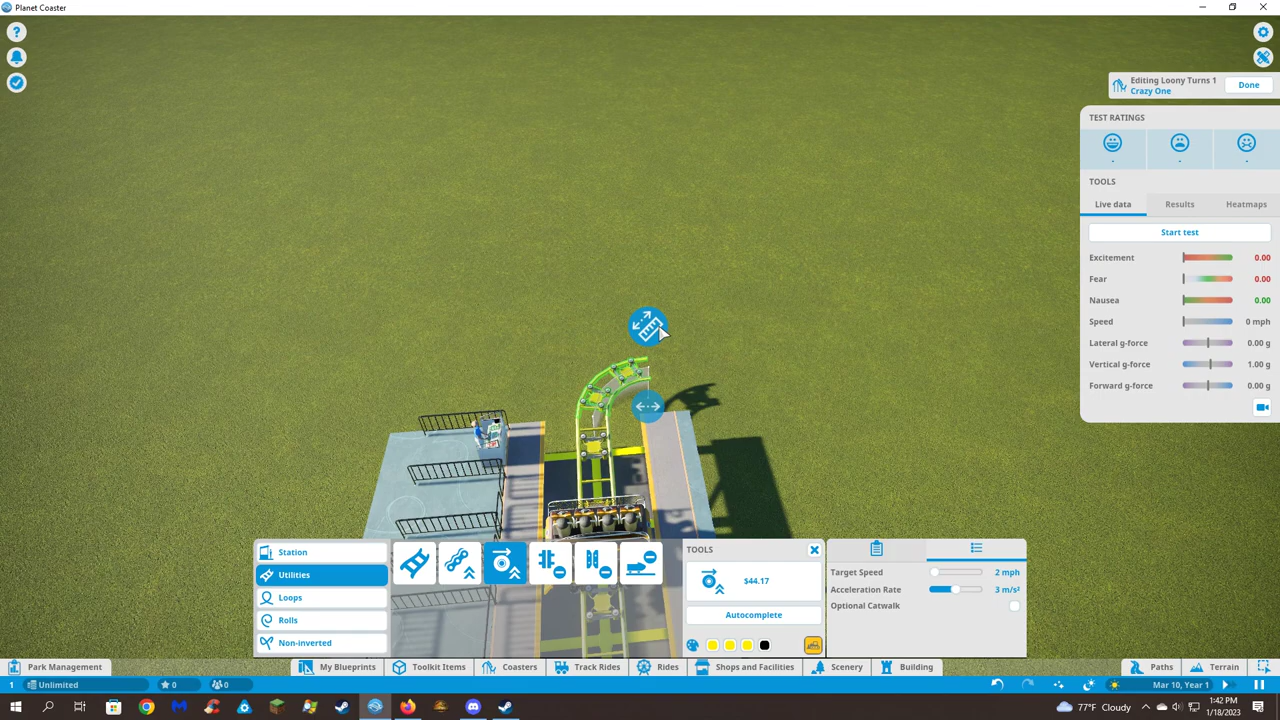 Planet Coaster
?
Editing Loony Turns 1
Crazy One
Done
TEST RATINGS
- - -
TOOLS
Live data Results Heatmaps
Start test
Excitement 0.00
Fear 0.00
Nausea 0.00
Speed 0 mph
Lateral g-force 0.00 g
Vertical g-force 1.00 g
Forward g-force 0.00 g
Station
Utilities
Loops
Rolls
Non-inverted
TOOLS
$44.17
Autocomplete
Target Speed 2 mph
Acceleration Rate 3 m/s²
Optional Catwalk
Park Management My Blueprints Toolkit Items Coasters Track Rides Rides Shops and Facilities Scenery Building Paths Terrain
1 Unlimited 0 0 Mar 10, Year 1
77°F Cloudy 1:42 PM
1/18/2023